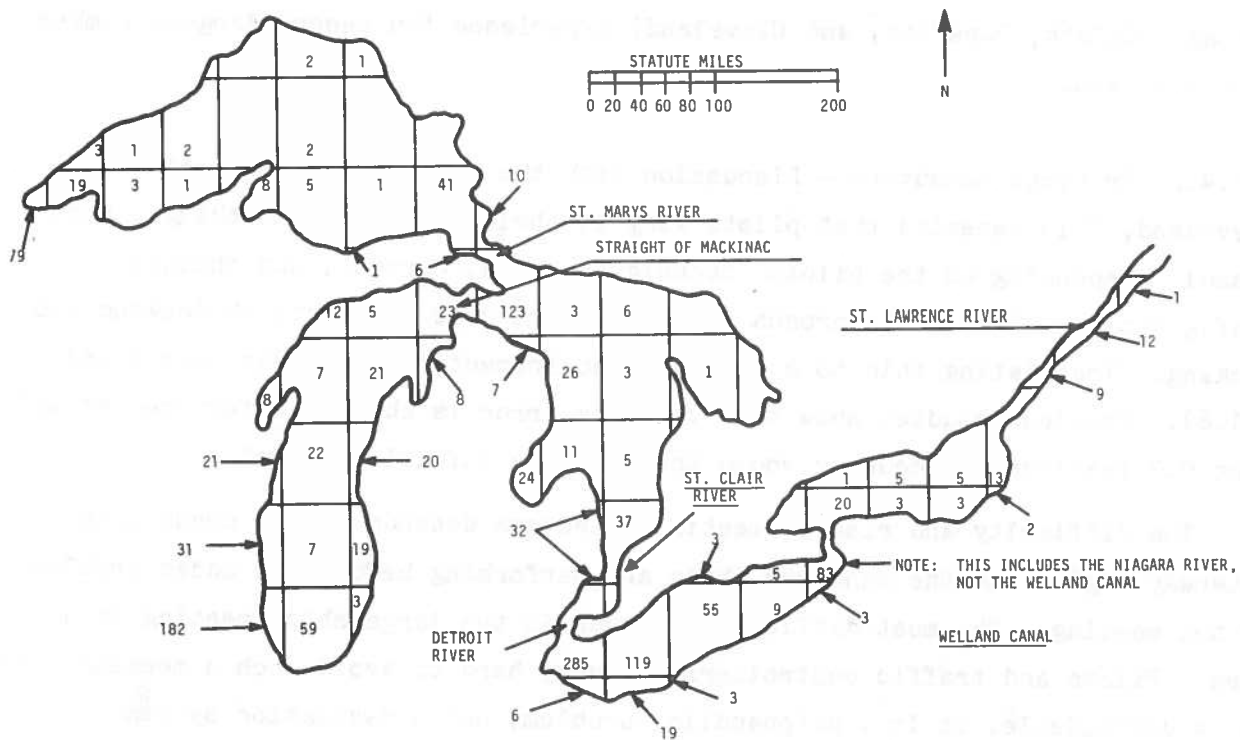 STATUTE MILES
0 20 40 60 80 100 200
N
2 1
3 1 2 2
19 3 1 8 5 1 41 10
79
ST. MARYS RIVER
STRAIGHT OF MACKINAC
1 6
12 5 23 123 3 6
ST. LAWRENCE RIVER
1
12
9
8 7 21 8 7 26 3 1
21 22 20 24 11 5
1 5 5 13
20 3 3
2
ST. CLAIR
RIVER
32 37
31 7 19
3
5 83
NOTE: THIS INCLUDES THE NIAGARA RIVER,
NOT THE WELLAND CANAL
3
182 59
55 9
3
WELLAND CANAL
DETROIT
RIVER
285 119
3
6
19